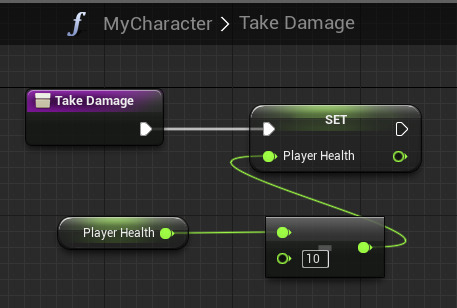 f MyCharacter > Take Damage
Take Damage
SET
Player Health
Player Health
10